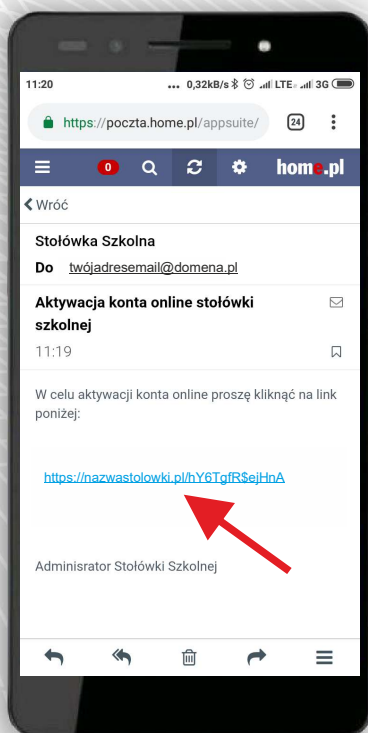 11:20 ... 0,32kB/s LTE 3G
https://poczta.home.pl/appsuite/ 24
0 home.pl
Wróć
Stołówka Szkolna
Do twójadresemail@domena.pl
Aktywacja konta online stołówki
szkolnej
11:19
W celu aktywacji konta online proszę kliknąć na link
poniżej:
https://nazwastolowki.pl/hY6TgfR$ejHnA
Adminisrator Stołówki Szkolnej